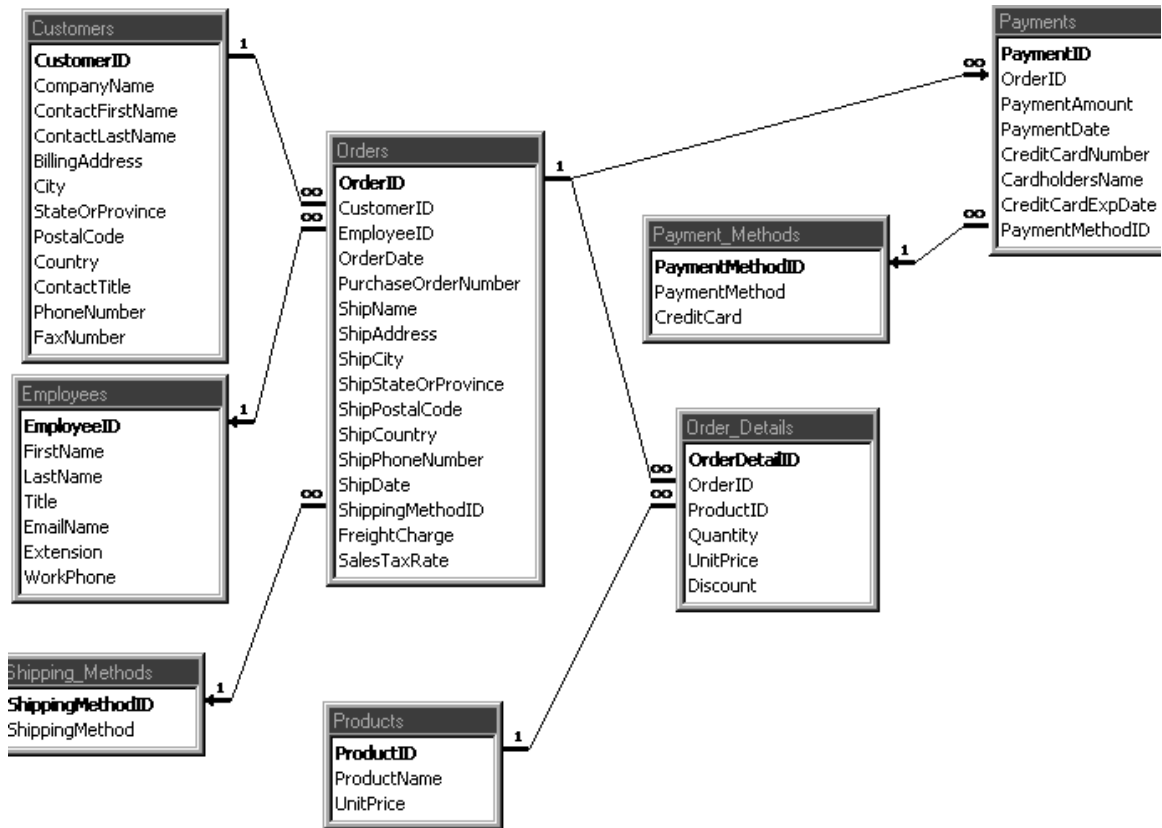 Customers
CustomerID
CompanyName
ContactFirstName
ContactLastName
BillingAddress
City
StateOrProvince
PostalCode
Country
ContactTitle
PhoneNumber
FaxNumber
1
∞
∞
1
Employees
EmployeeID
FirstName
LastName
Title
EmailName
Extension
WorkPhone
∞
1
Shipping_Methods
ShippingMethodID
ShippingMethod
Orders
OrderID
CustomerID
EmployeeID
OrderDate
PurchaseOrderNumber
ShipName
ShipAddress
ShipCity
ShipStateOrProvince
ShipPostalCode
ShipCountry
ShipPhoneNumber
ShipDate
ShippingMethodID
FreightCharge
SalesTaxRate
1
∞
Payments
PaymentID
OrderID
PaymentAmount
PaymentDate
CreditCardNumber
CardholdersName
CreditCardExpDate
PaymentMethodID
∞
1
Payment_Methods
PaymentMethodID
PaymentMethod
CreditCard
Order_Details
OrderDetailID
OrderID
ProductID
Quantity
UnitPrice
Discount
∞
∞
1
Products
ProductID
ProductName
UnitPrice